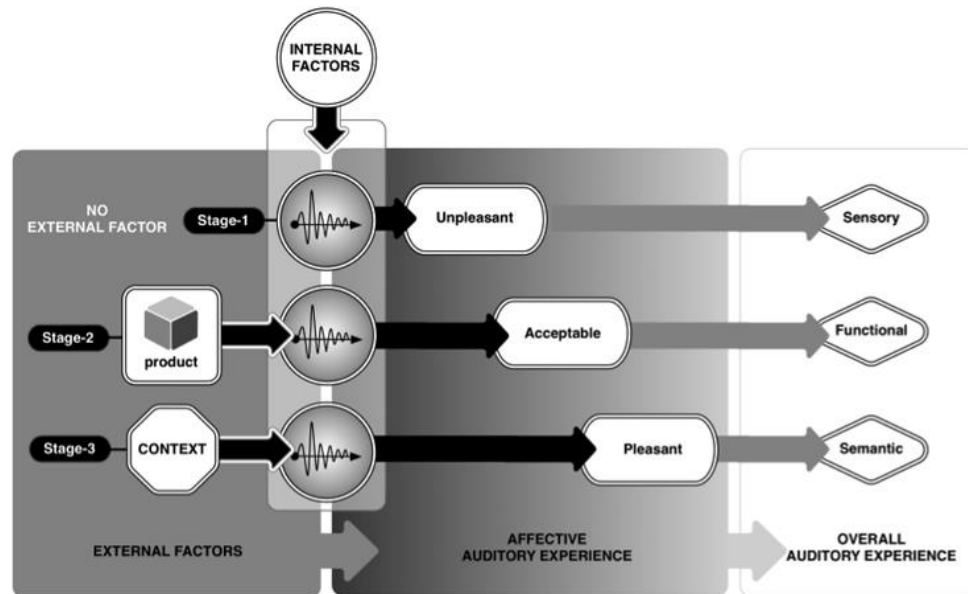 INTERNAL
FACTORS
NO
EXTERNAL FACTOR
Stage-1
Unpleasant
Sensory
Stage-2
product
Acceptable
Functional
Stage-3
CONTEXT
Pleasant
Semantic
EXTERNAL FACTORS
AFFECTIVE
AUDITORY EXPERIENCE
OVERALL
AUDITORY EXPERIENCE